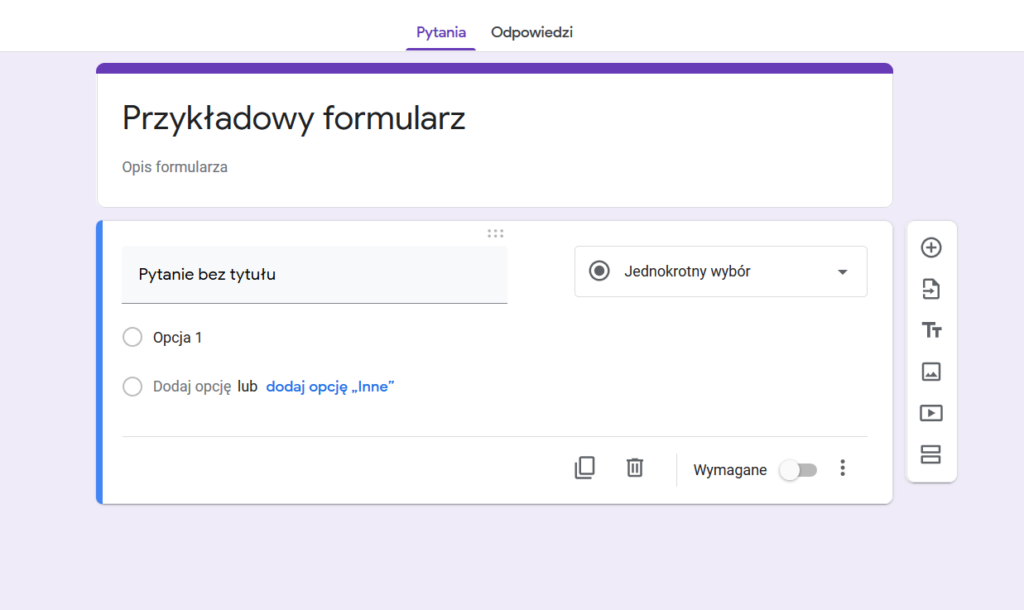 Pytania Odpowiedzi
Przykładowy formularz
Opis formularza
Pytanie bez tytułu
Jednokrotny wybór
Opcja 1
Dodaj opcję lub dodaj opcję „Inne”
Wymagane